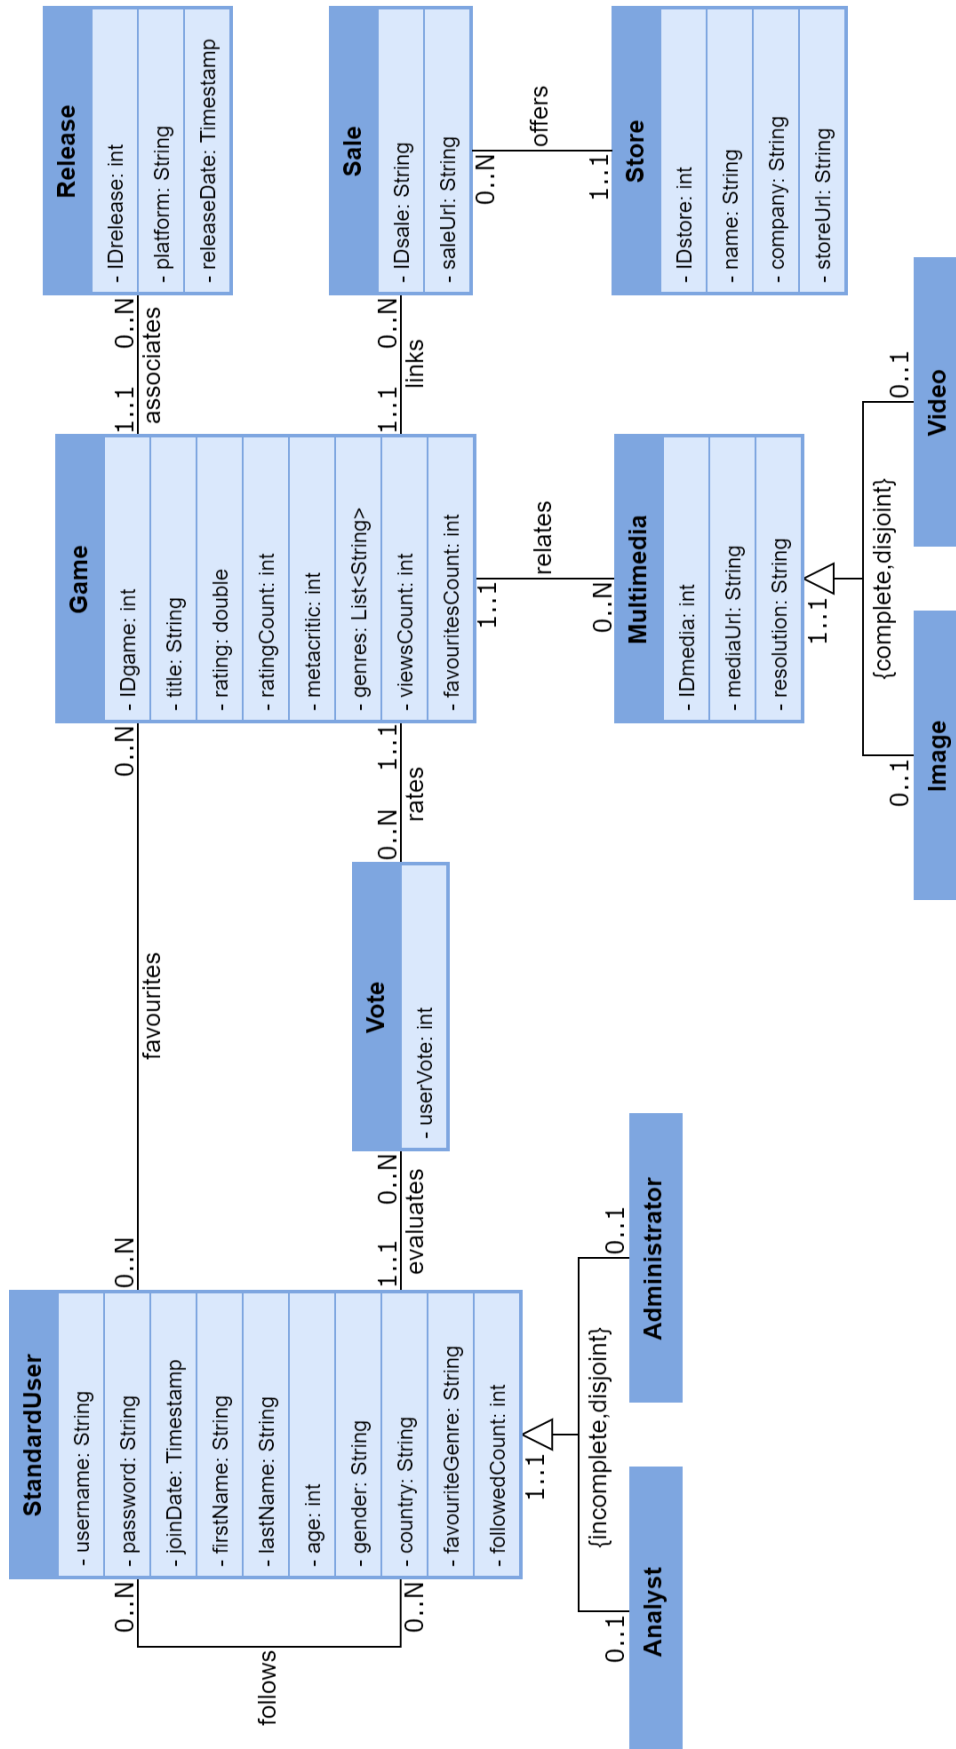 StandardUser
- username: String
- password: String
- joinDate: Timestamp
- firstName: String
- lastName: String
- age: int
- gender: String
- country: String
- favouriteGenre: String
- followedCount: int
0..N
0..N
follows
0..N
favourites
0..N
1..1
evaluates
0..N
Vote
- userVote: int
0..N
rates
1..1
1..1
{incomplete,disjoint}
0..1
Analyst
0..1
Administrator
Game
- IDgame: int
- title: String
- rating: double
- ratingCount: int
- metacritic: int
- genres: List<String>
- viewsCount: int
- favouritesCount: int
1..1
associates
0..N
Release
- IDrelease: int
- platform: String
- releaseDate: Timestamp
1..1
links
0..N
Sale
- IDsale: String
- saleUrl: String
0..N
offers
1..1
Store
- IDstore: int
- name: String
- company: String
- storeUrl: String
1..1
relates
0..N
Multimedia
- IDmedia: int
- mediaUrl: String
- resolution: String
1..1
{complete,disjoint}
0..1
Image
0..1
Video